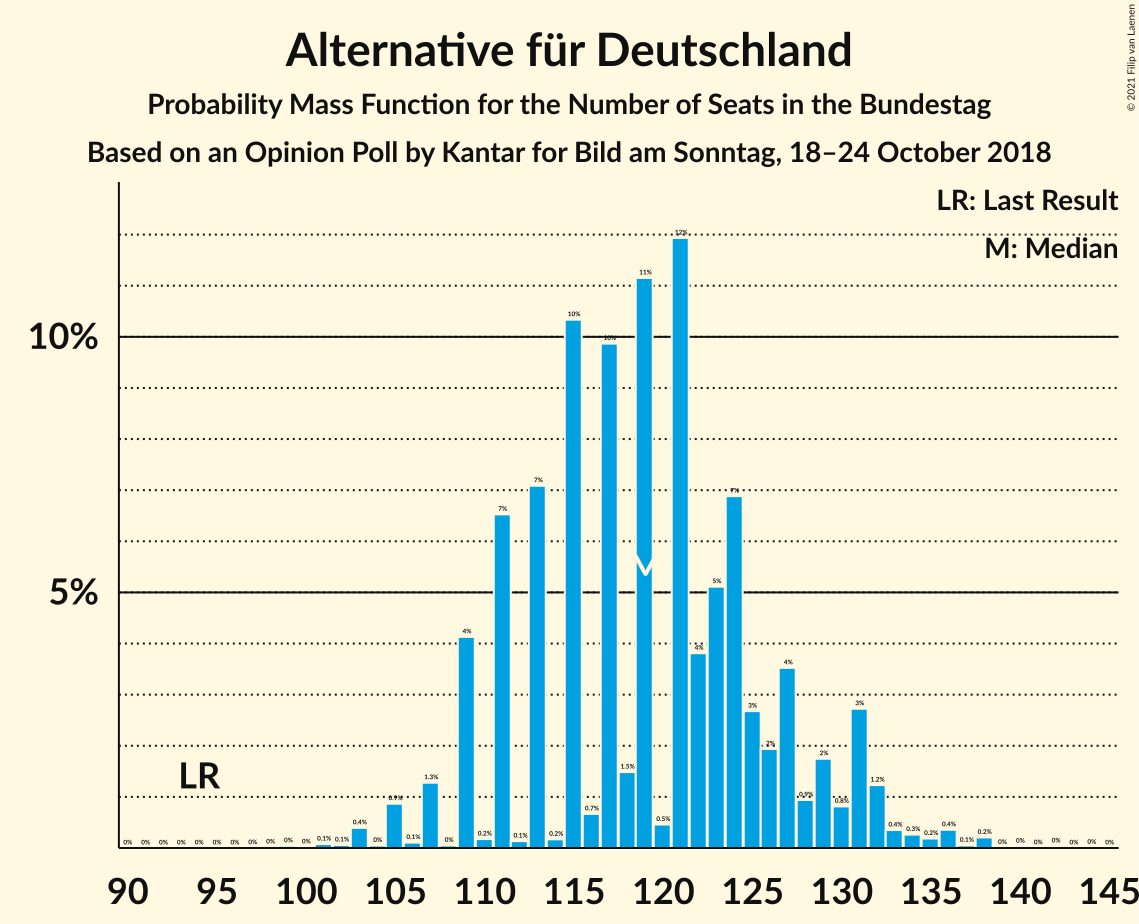 © 2021 Filip van Laenen
Alternative für Deutschland
Probability Mass Function for the Number of Seats in the Bundestag
Based on an Opinion Poll by Kantar for Bild am Sonntag, 18–24 October 2018
LR: Last Result
M: Median
10%
5%
LR
0% 0% 0% 0% 0% 0% 0% 0% 0% 0% 0% 0.1% 0.1% 0.4% 0% 0.9% 0.1% 1.3% 0% 4% 0.2% 7% 0.1% 7% 0.2% 10% 0.7% 10% 1.5% 11% 0.5% 12% 4% 5% 7% 3% 2% 4% 0.9% 2% 0.8% 3% 1.2% 0.4% 0.3% 0.2% 0.4% 0.1% 0.2% 0% 0% 0% 0% 0% 0% 0%
90 95 100 105 110 115 120 125 130 135 140 145